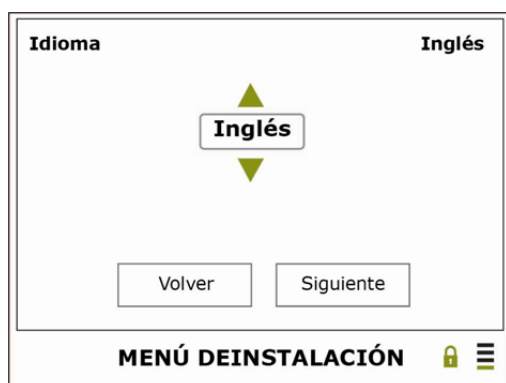 Idioma Inglés
Inglés
Volver Siguiente
MENÚ DEINSTALACIÓN